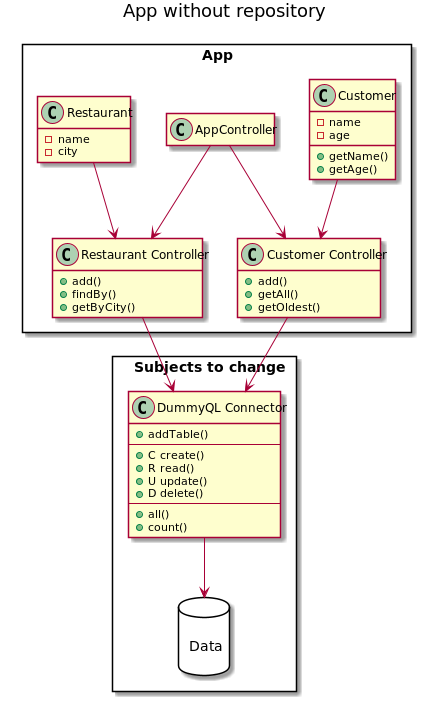 App without repository
App
C Restaurant
name
city
C AppController
C Customer
name
age
getName()
getAge()
C Restaurant Controller
add()
findBy()
getByCity()
C Customer Controller
add()
getAll()
getOldest()
Subjects to change
C DummyQL Connector
addTable()
C create()
R read()
U update()
D delete()
all()
count()
Data